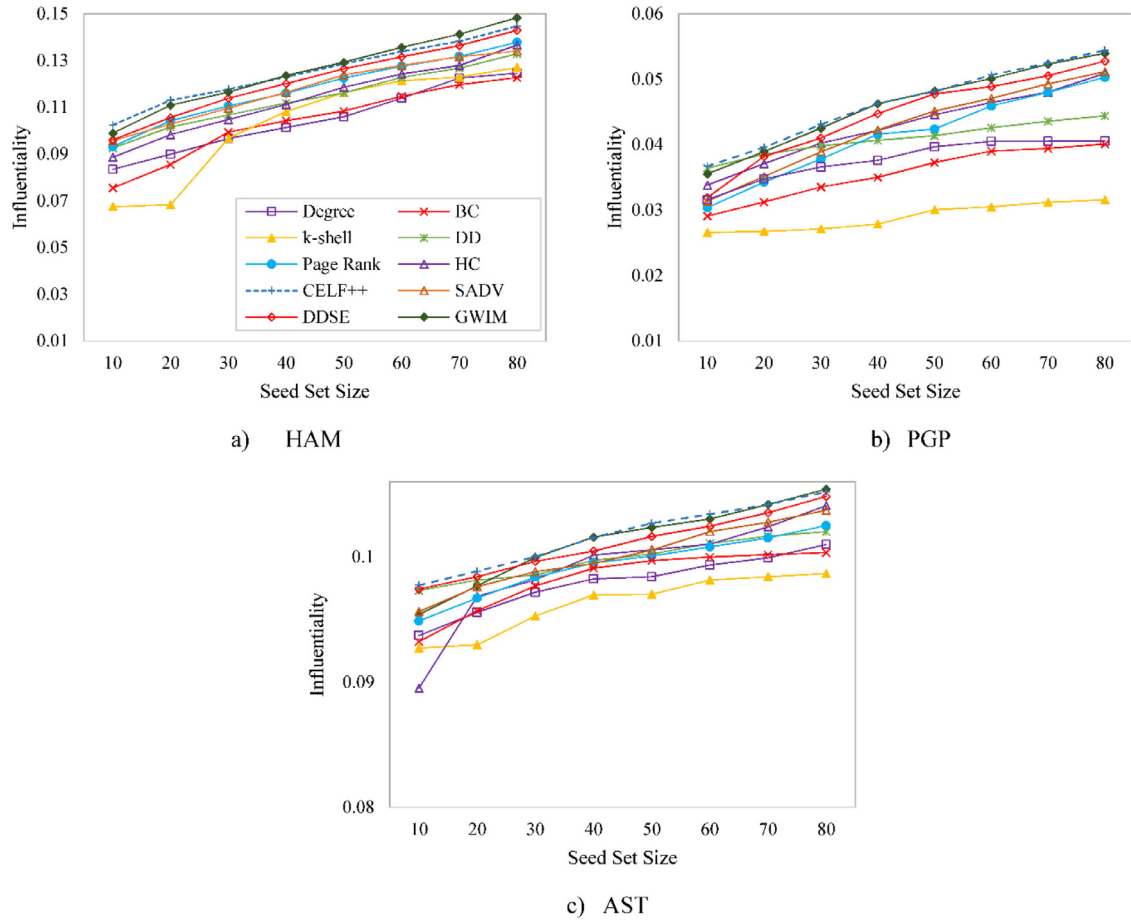 0.15
0.13
0.11
0.09
0.07
0.05
0.03
0.01
Influentiality
Degree BC
k-shell DD
Page Rank HC
CELF++ SADV
DDSE GWIM
10 20 30 40 50 60 70 80
Seed Set Size
a) HAM
0.06
0.05
0.04
0.03
0.02
0.01
Influentiality
10 20 30 40 50 60 70 80
Seed Set Size
b) PGP
0.1
0.09
0.08
Influentiality
10 20 30 40 50 60 70 80
Seed Set Size
c) AST